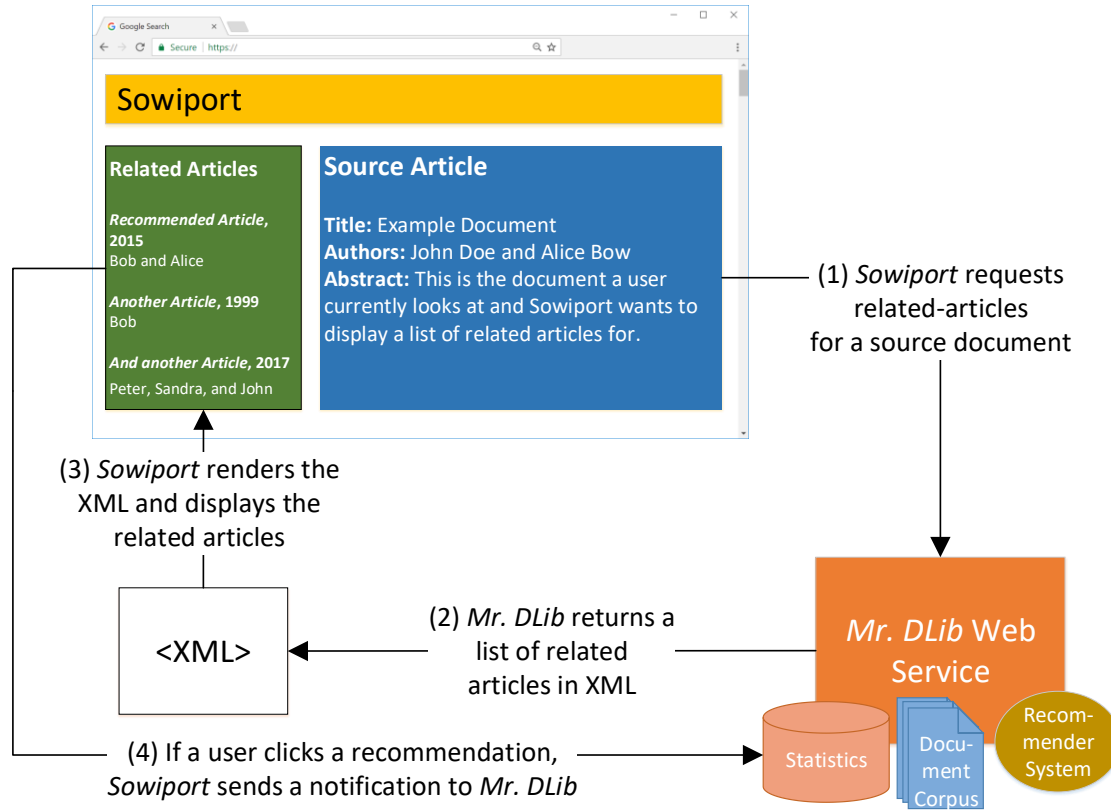 Google Search
Secure | https://
Sowiport
Related Articles
Recommended Article,
2015
Bob and Alice
Another Article, 1999
Bob
And another Article, 2017
Peter, Sandra, and John
Source Article
Title: Example Document
Authors: John Doe and Alice Bow
Abstract: This is the document a user
currently looks at and Sowiport wants to
display a list of related articles for.
(1) Sowiport requests
related-articles
for a source document
(3) Sowiport renders the
XML and displays the
related articles
<XML>
(2) Mr. DLib returns a
list of related
articles in XML
Mr. DLib Web
Service
(4) If a user clicks a recommendation,
Sowiport sends a notification to Mr. DLib
Statistics
Docu-
ment
Corpus
Recom-
mender
System